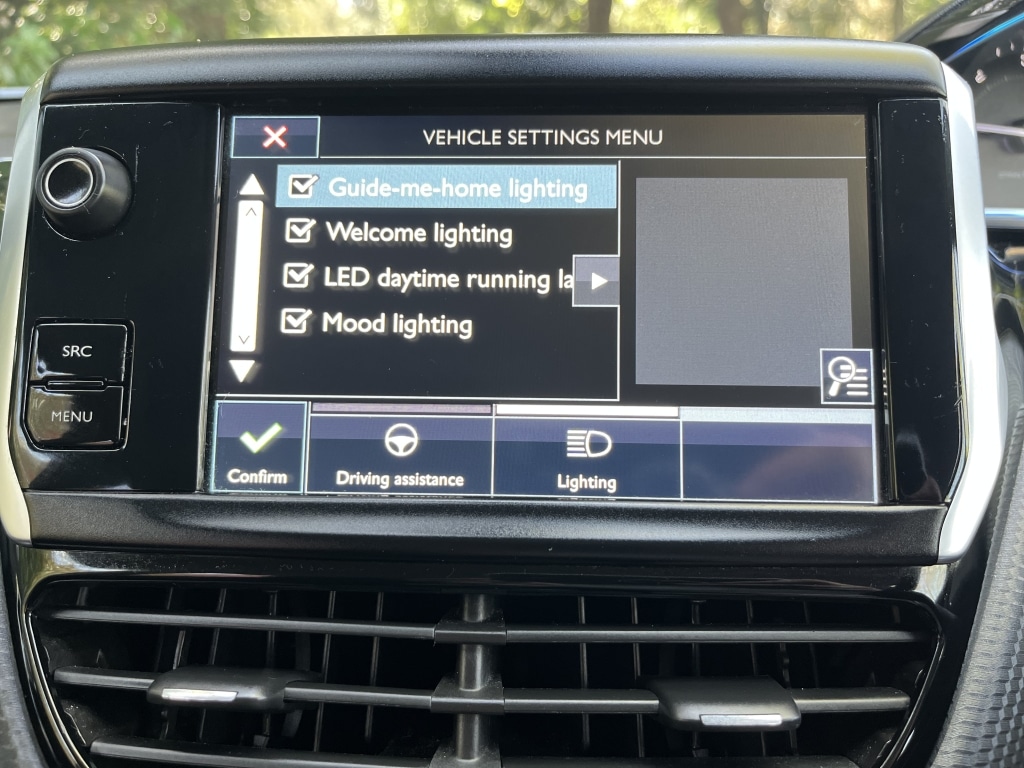 VEHICLE SETTINGS MENU
Guide-me-home lighting
Welcome lighting
LED daytime running la
Mood lighting
SRC
MENU
Confirm
Driving assistance
Lighting